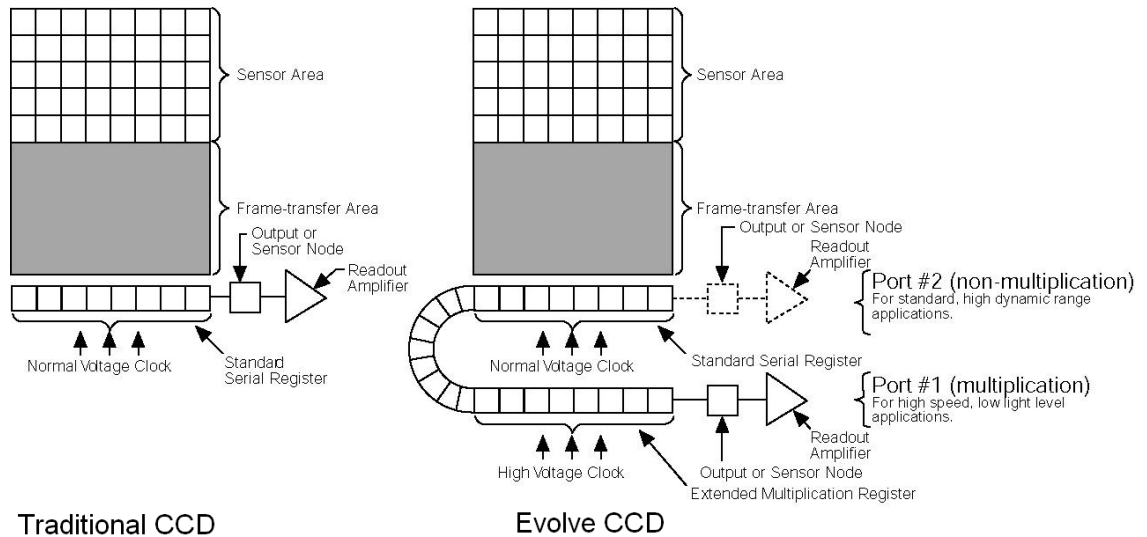 Sensor Area
Frame-transfer Area
Output or
Sensor Node
Readout
Amplifier
Normal Voltage Clock
Standard
Serial Register
Traditional CCD
Sensor Area
Frame-transfer Area
Output or Sensor Node
Readout
Amplifier
Port #2 (non-multiplication)
For standard, high dynamic range
applications.
Normal Voltage Clock
Standard Serial Register
Port #1 (multiplication)
For high speed, low light level
applications.
Readout
Amplifier
High Voltage Clock
Output or Sensor Node
Extended Multiplication Register
Evolve CCD